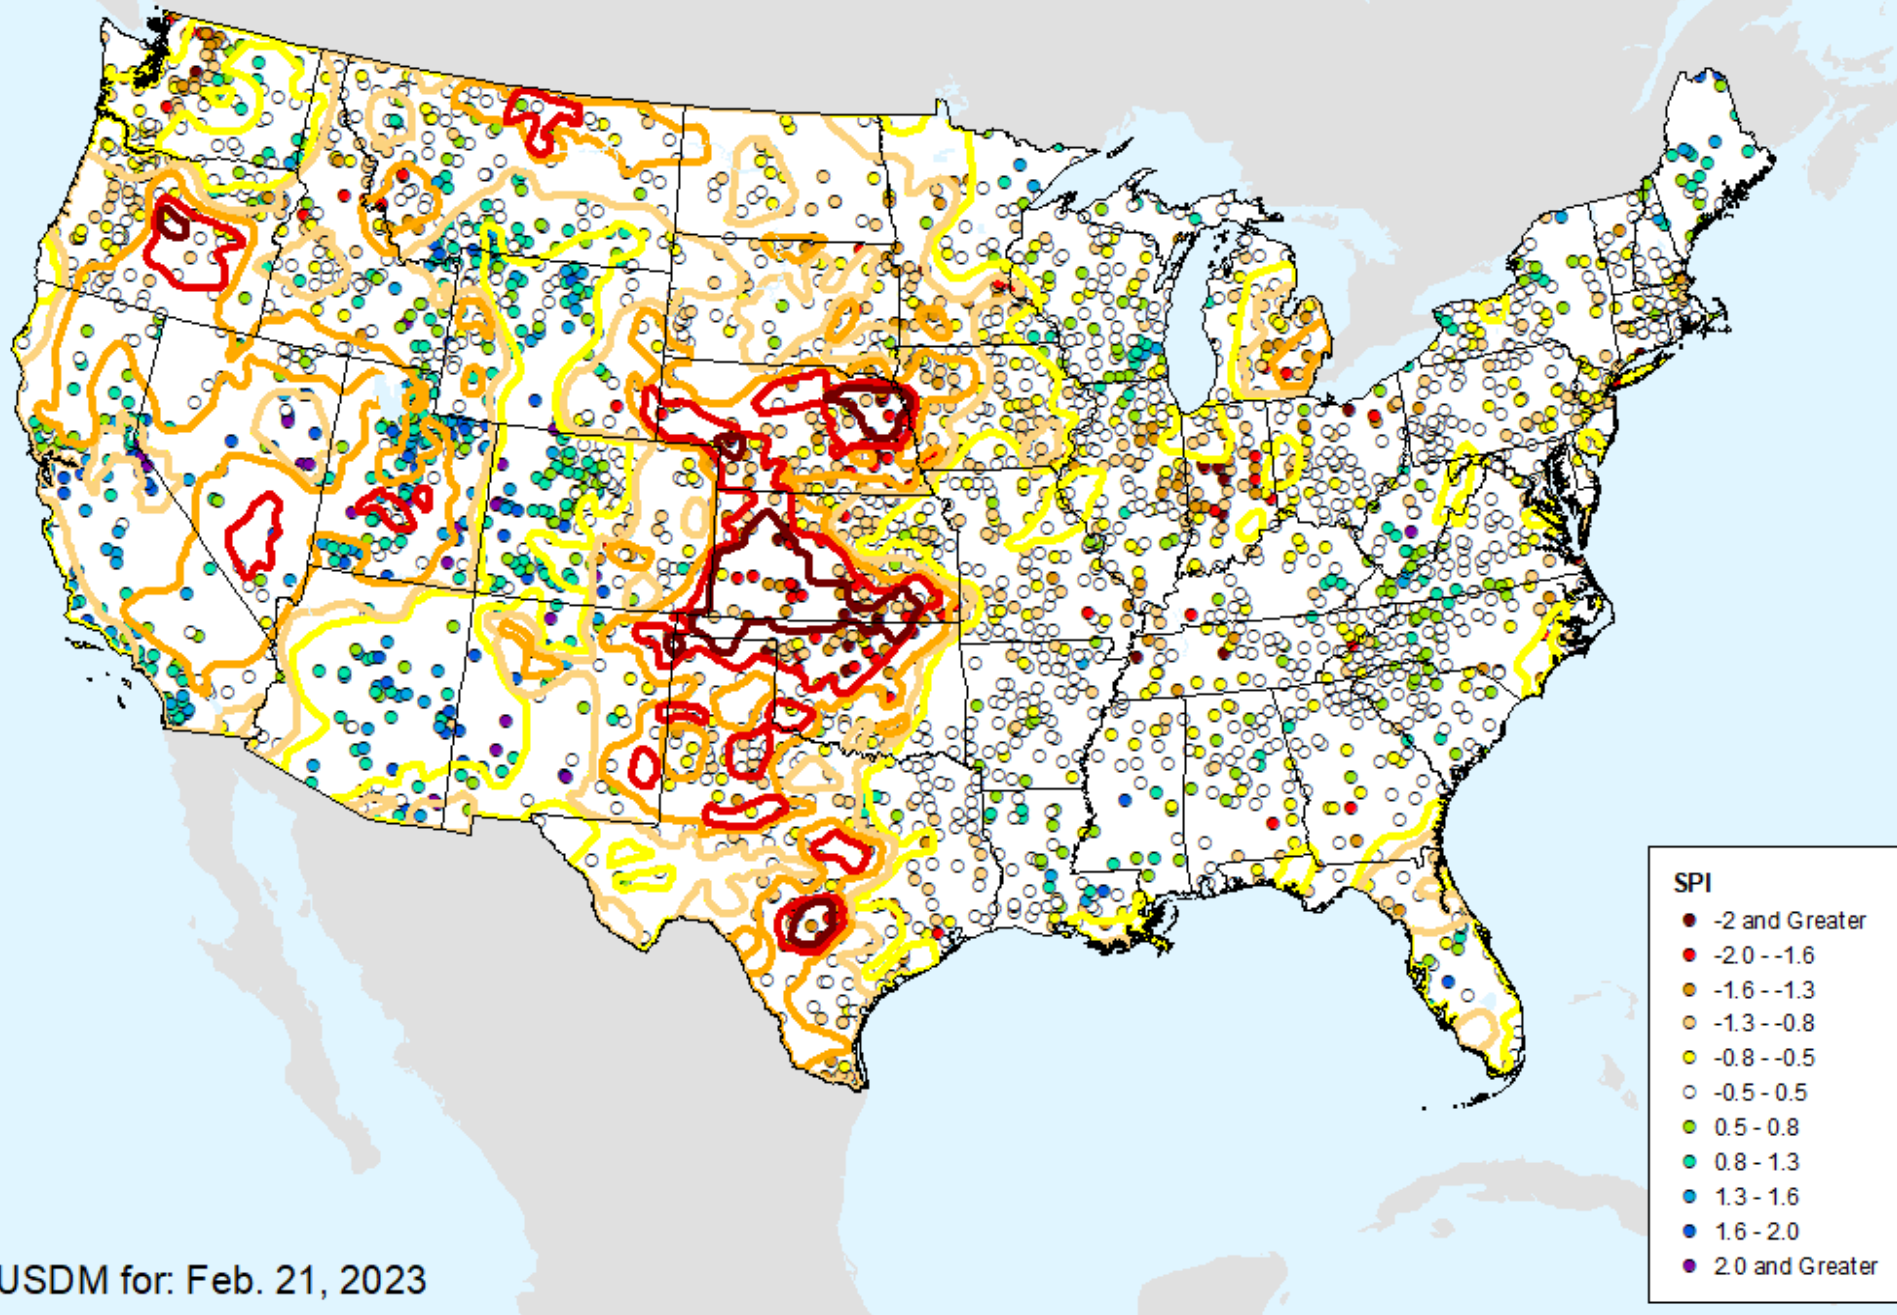 SPI
-2 and Greater
-2.0 - -1.6
-1.6 - -1.3
-1.3 - -0.8
-0.8 - -0.5
-0.5 - 0.5
0.5 - 0.8
0.8 - 1.3
1.3 - 1.6
1.6 - 2.0
2.0 and Greater
USDM for: Feb. 21, 2023